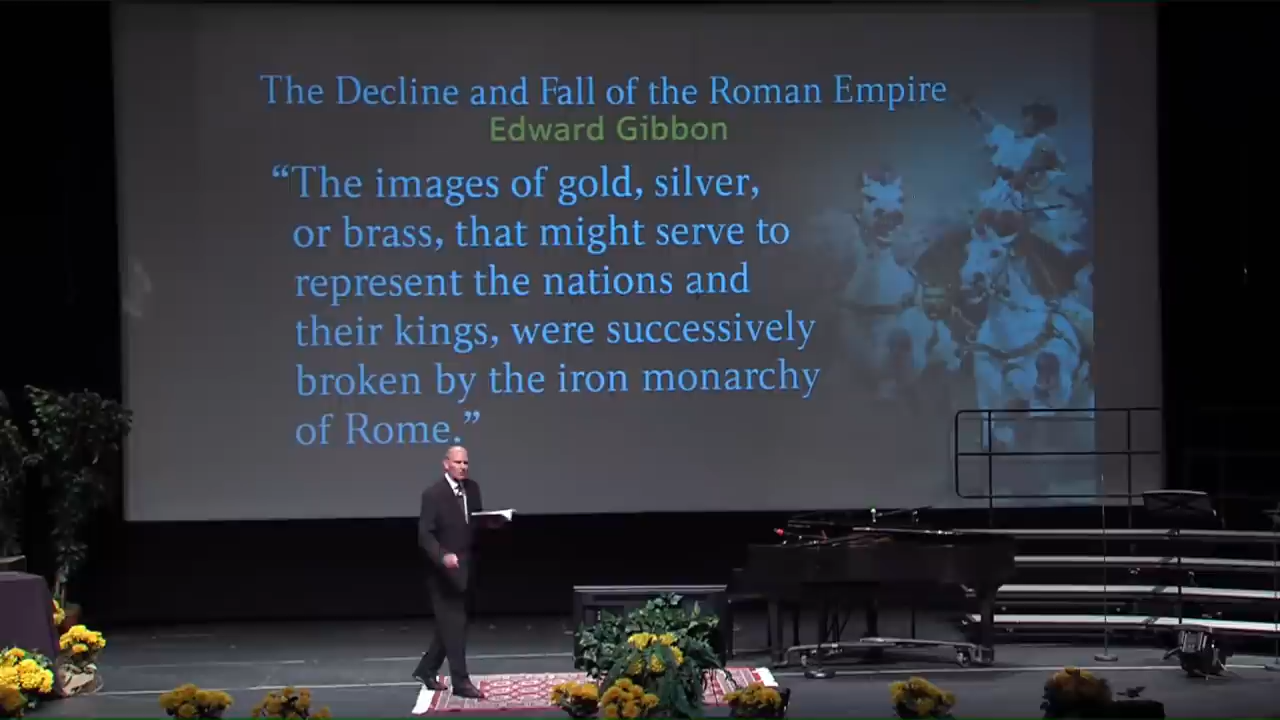 The Decline and Fall of the Roman Empire
Edward Gibbon
“The images of gold, silver,
or brass, that might serve to
represent the nations and
their kings, were successively
broken by the iron monarchy
of Rome.”